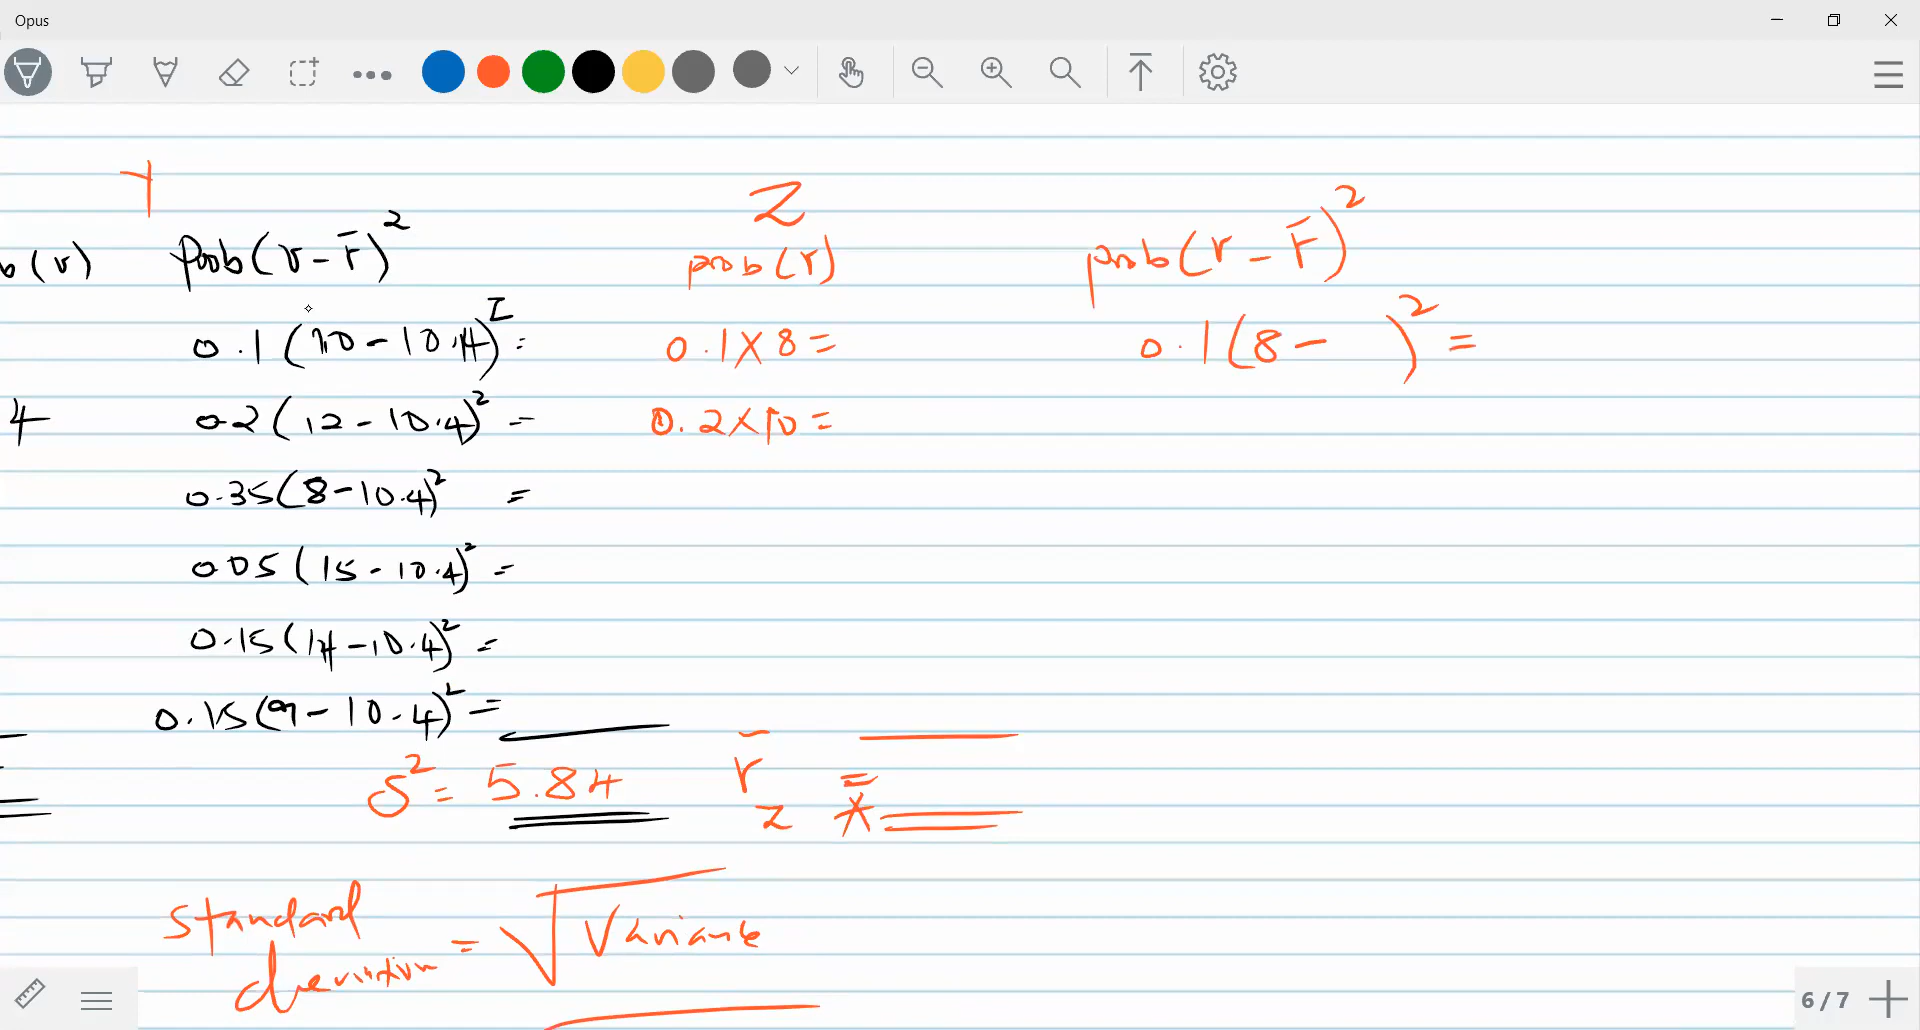 Opus
Y
Z
b(r) Prob(r - r̄)² prob(r) prob(r - r̄)²
0.1(10 - 10.4)² = 0.1 X 8 = 0.1(8 - )² =
4 0.2(12 - 10.4)² = 0.2 X 10 =
0.35(8 - 10.4)² =
0.05(15 - 10.4)² =
0.15(14 - 10.4)² =
0.15(9 - 10.4)² =
δ² = 5.84 r̄ z = *
standard deviation = √Variance
6 / 7